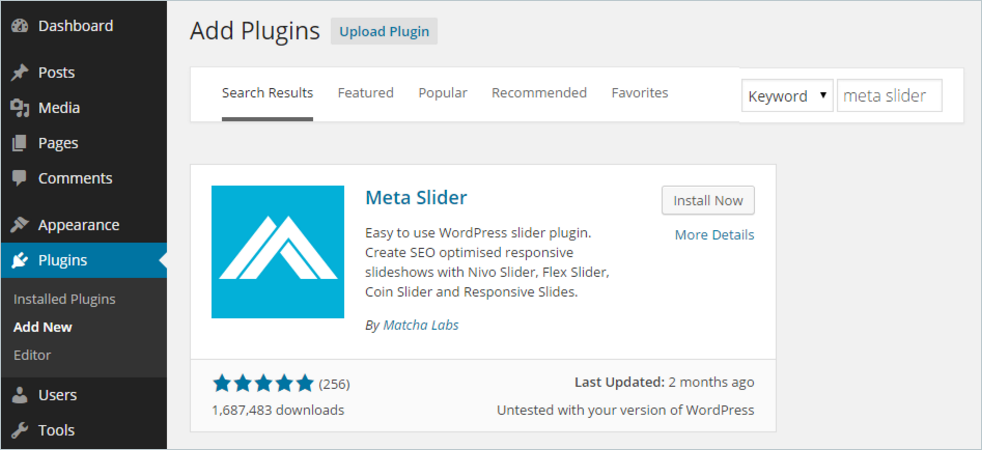 Dashboard
Posts
Media
Pages
Comments
Appearance
Plugins
Installed Plugins
Add New
Editor
Users
Tools
Add Plugins Upload Plugin
Search Results Featured Popular Recommended Favorites Keyword meta slider
Meta Slider
Install Now
More Details
Easy to use WordPress slider plugin.
Create SEO optimised responsive
slideshows with Nivo Slider, Flex Slider,
Coin Slider and Responsive Slides.
By Matcha Labs
(256)
1,687,483 downloads
Last Updated: 2 months ago
Untested with your version of WordPress